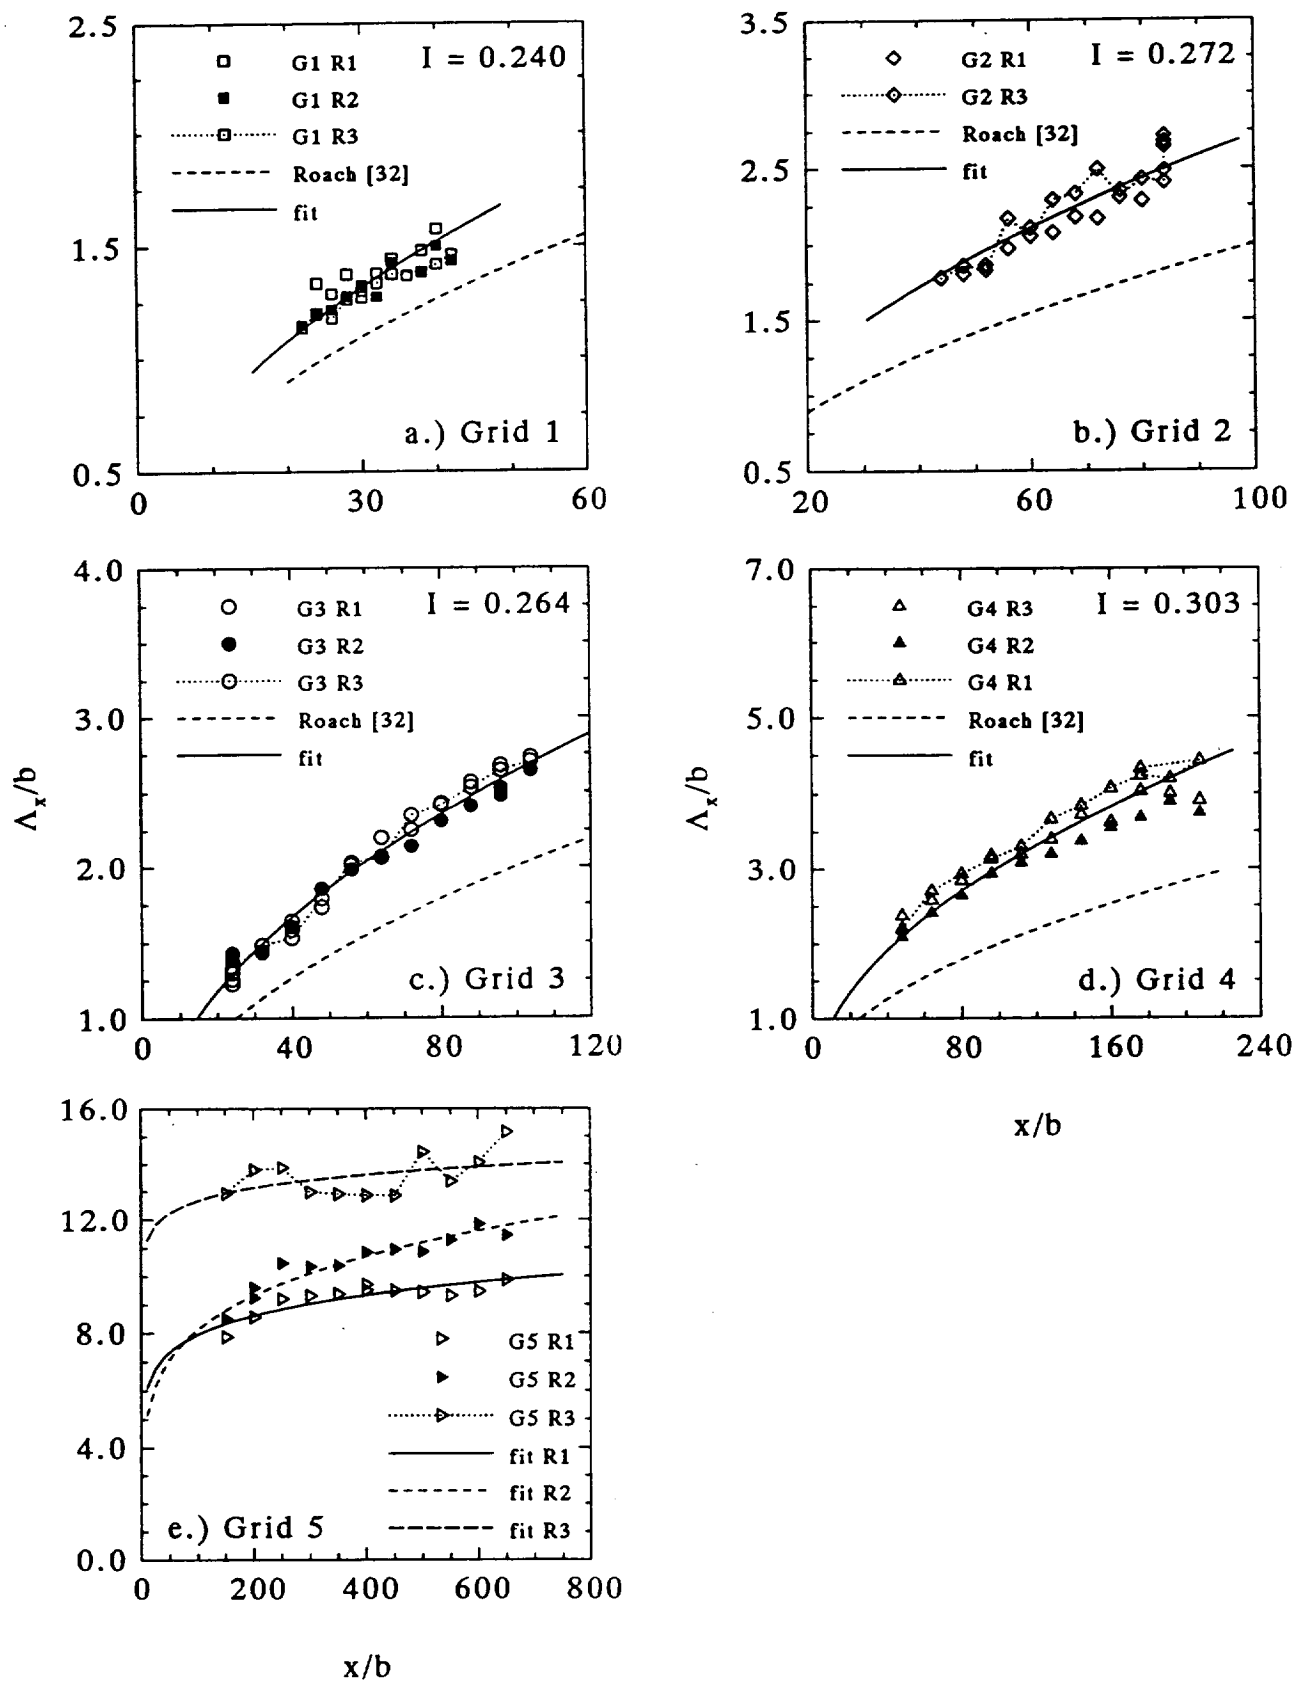 2.5
1.5
0.5
0
30
60
G1 R1
I = 0.240
G1 R2
G1 R3
Roach [32]
fit
a.) Grid 1
3.5
2.5
1.5
0.5
20
60
100
G2 R1
I = 0.272
G2 R3
Roach [32]
fit
b.) Grid 2
Λx/b
4.0
3.0
2.0
1.0
0
40
80
120
G3 R1
I = 0.264
G3 R2
G3 R3
Roach [32]
fit
c.) Grid 3
Λx/b
7.0
5.0
3.0
1.0
0
80
160
240
G4 R3
I = 0.303
G4 R2
G4 R1
Roach [32]
fit
d.) Grid 4
x/b
16.0
12.0
8.0
4.0
0.0
0
200
400
600
800
G5 R1
G5 R2
G5 R3
fit R1
fit R2
fit R3
e.) Grid 5
x/b